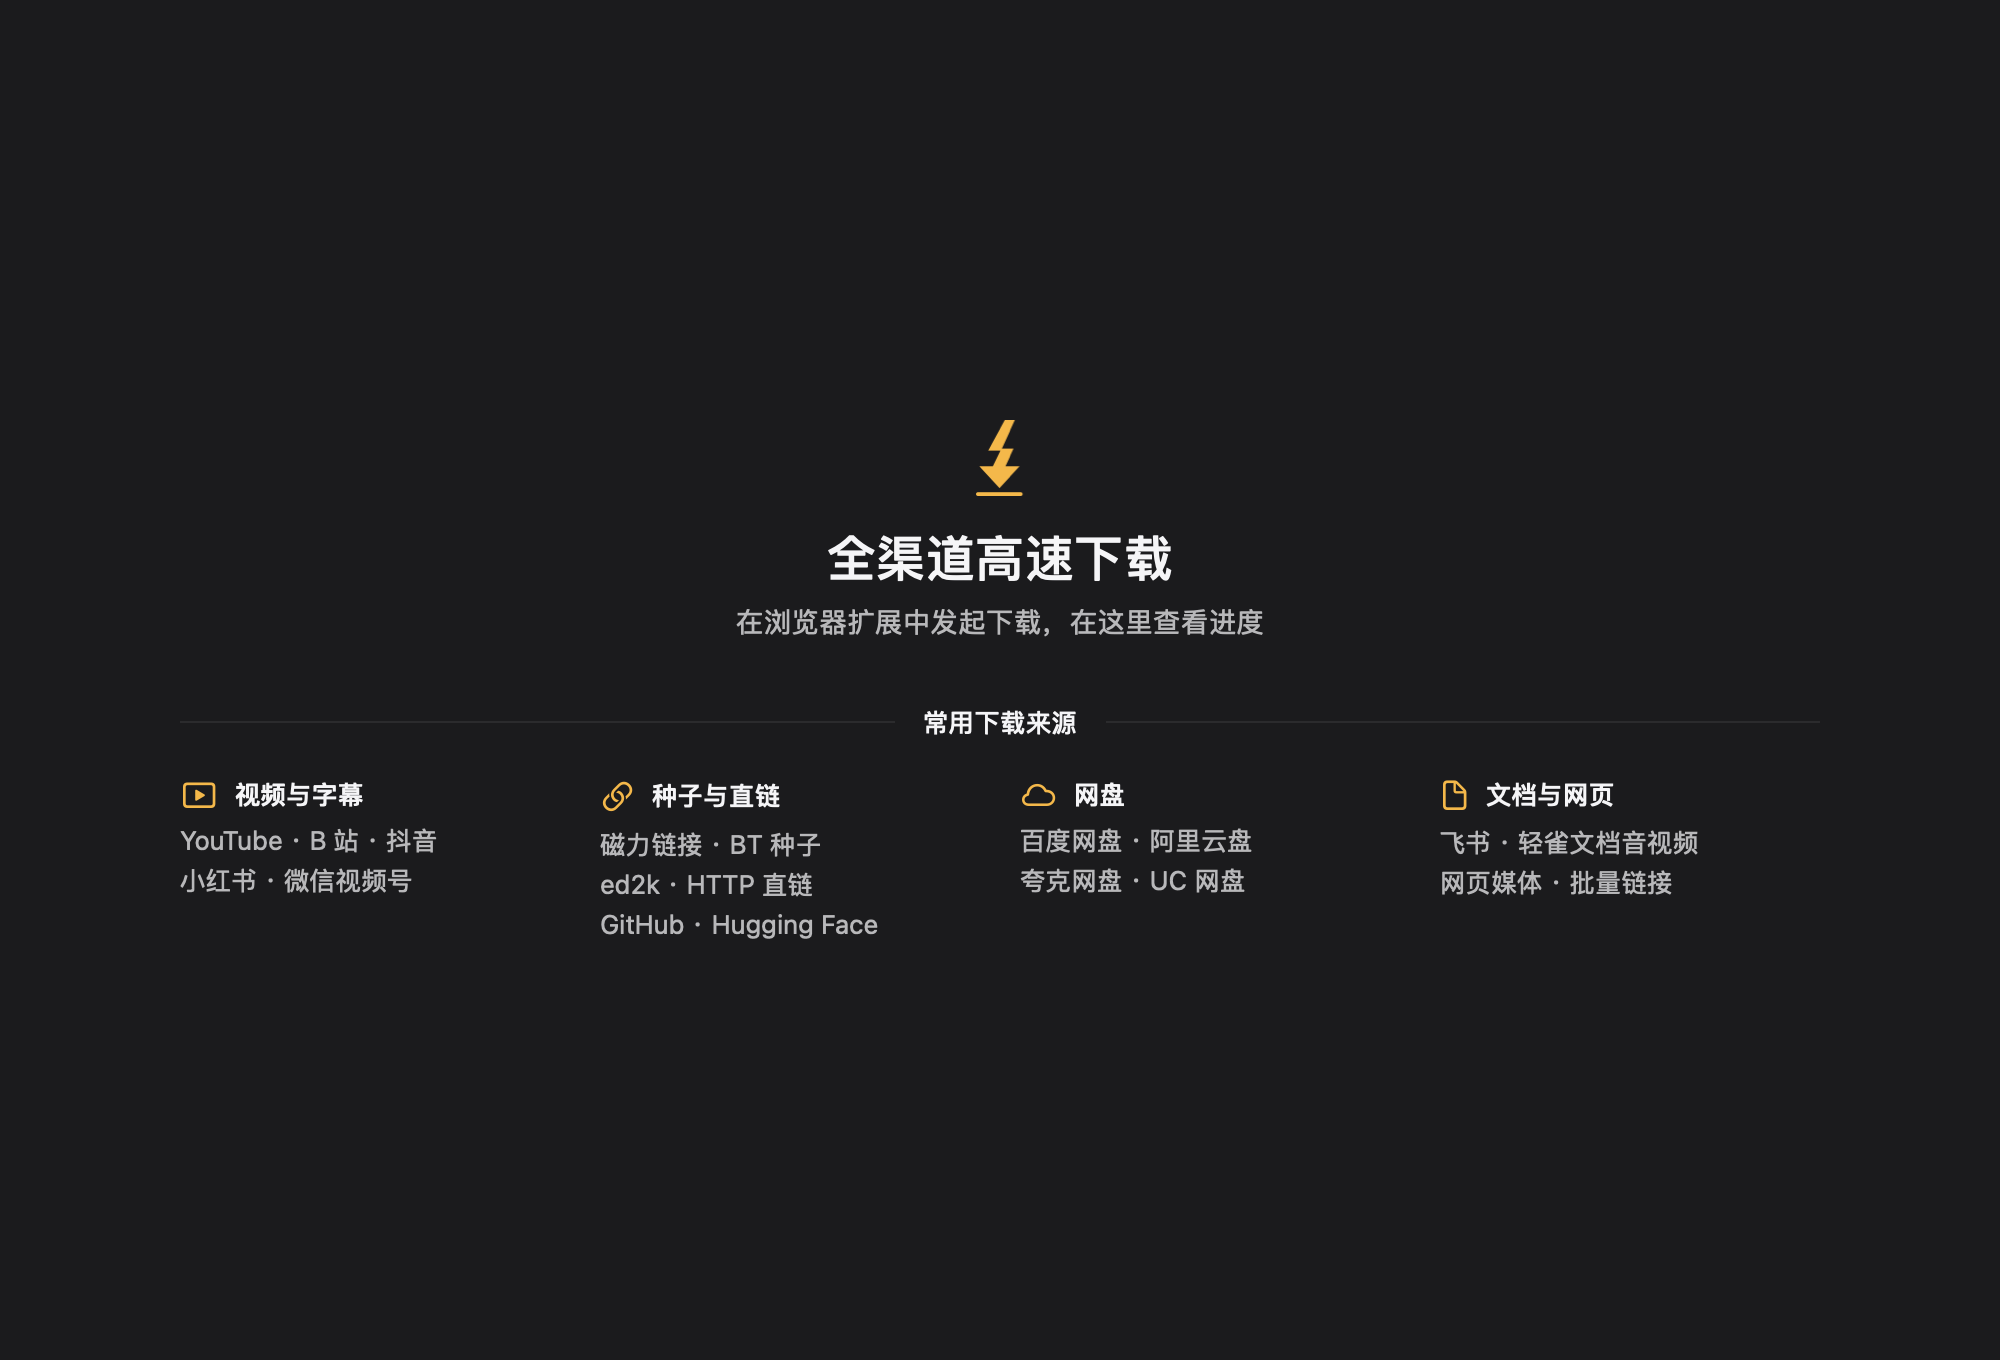 全渠道高速下载
在浏览器扩展中发起下载，在这里查看进度
常用下载来源
视频与字幕
YouTube · B 站 · 抖音
小红书 · 微信视频号
种子与直链
磁力链接 · BT 种子
ed2k · HTTP 直链
GitHub · Hugging Face
网盘
百度网盘 · 阿里云盘
夸克网盘 · UC 网盘
文档与网页
飞书 · 轻雀文档音视频
网页媒体 · 批量链接